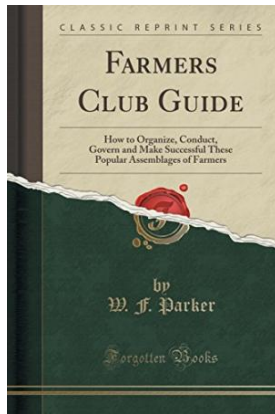 CLASSIC REPRINT SERIES
FARMERS
CLUB GUIDE
How to Organize, Conduct,
Govern and Make Successful These
Popular Assemblages of Farmers
by
W. F. Parker
Forgotten Books